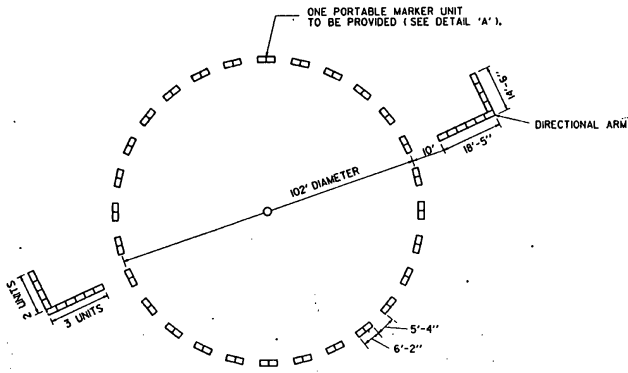 ONE PORTABLE MARKER UNIT
TO BE PROVIDED (SEE DETAIL 'A').
14'-5"
DIRECTIONAL ARM
10'
18'-5"
102' DIAMETER
2 UNITS
3 UNITS
5'-4"
6'-2"